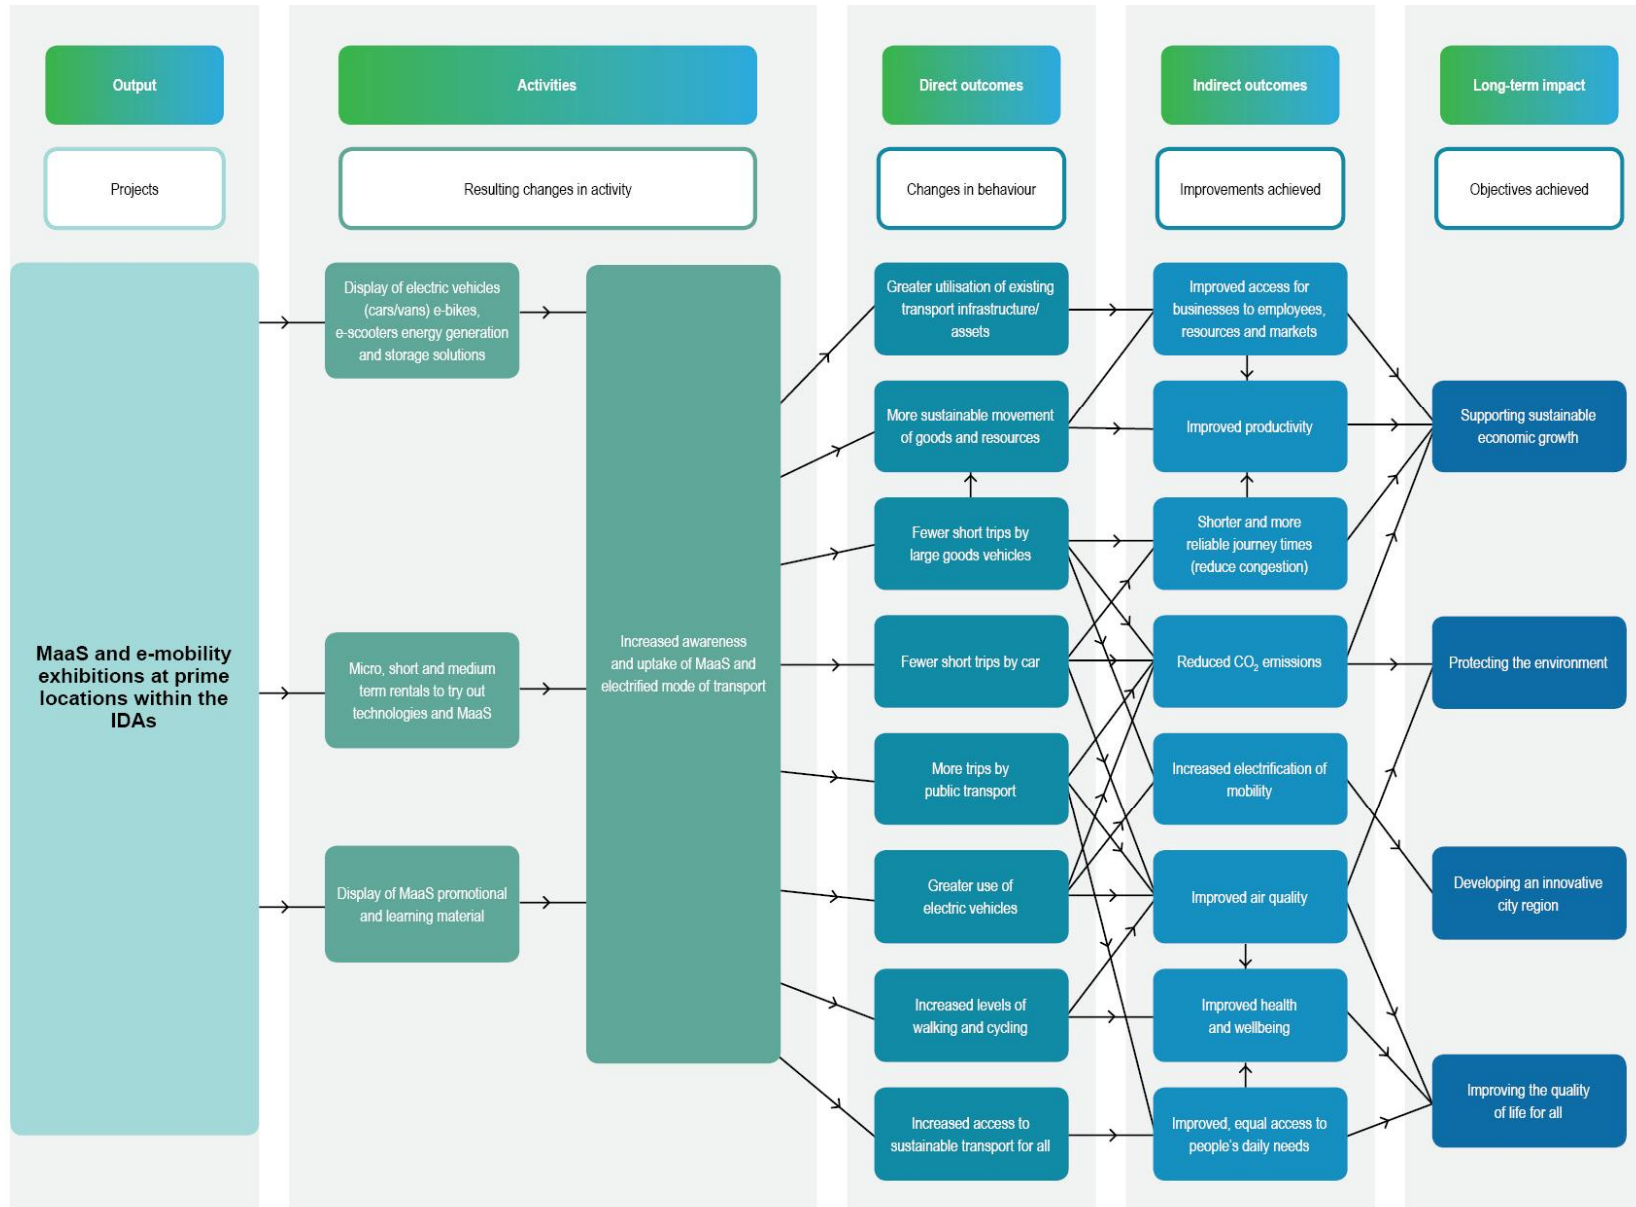 Output
Activities
Direct outcomes
Indirect outcomes
Long-term impact
Projects
Resulting changes in activity
Changes in behaviour
Improvements achieved
Objectives achieved
MaaS and e-mobility
exhibitions at prime
locations within the
IDAs
Display of electric vehicles
(cars/vans) e-bikes,
e-scooters energy generation
and storage solutions
Micro, short and medium
term rentals to try out
technologies and MaaS
Display of MaaS promotional
and learning material
Increased awareness
and uptake of MaaS and
electrified mode of transport
Greater utilisation of existing
transport infrastructure/
assets
More sustainable movement
of goods and resources
Fewer short trips by
large goods vehicles
Fewer short trips by car
More trips by
public transport
Greater use of
electric vehicles
Increased levels of
walking and cycling
Increased access to
sustainable transport for all
Improved access for
businesses to employees,
resources and markets
Improved productivity
Shorter and more
reliable journey times
(reduce congestion)
Reduced CO₂ emissions
Increased electrification of
mobility
Improved air quality
Improved health
and wellbeing
Improved, equal access to
people's daily needs
Supporting sustainable
economic growth
Protecting the environment
Developing an innovative
city region
Improving the quality
of life for all